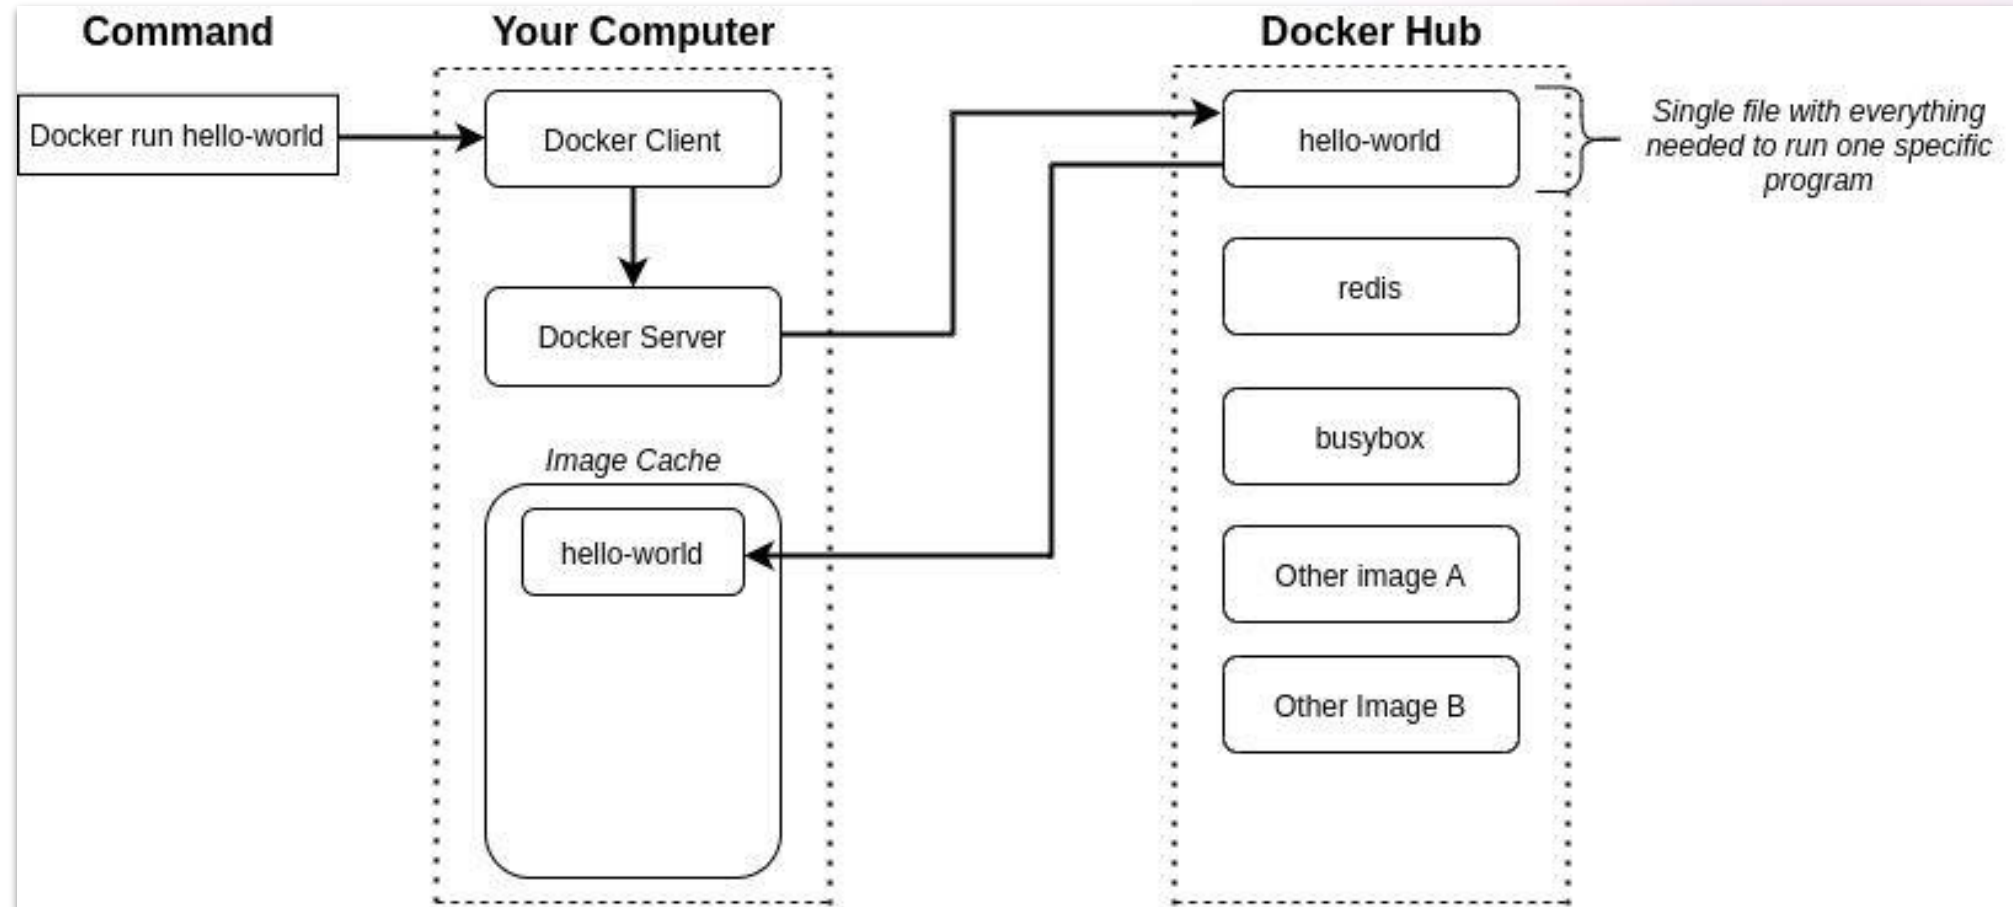 Command
Your Computer
Docker Hub
Docker run hello-world
Docker Client
hello-world
Single file with everything
needed to run one specific
program
Docker Server
redis
busybox
Image Cache
hello-world
Other image A
Other Image B